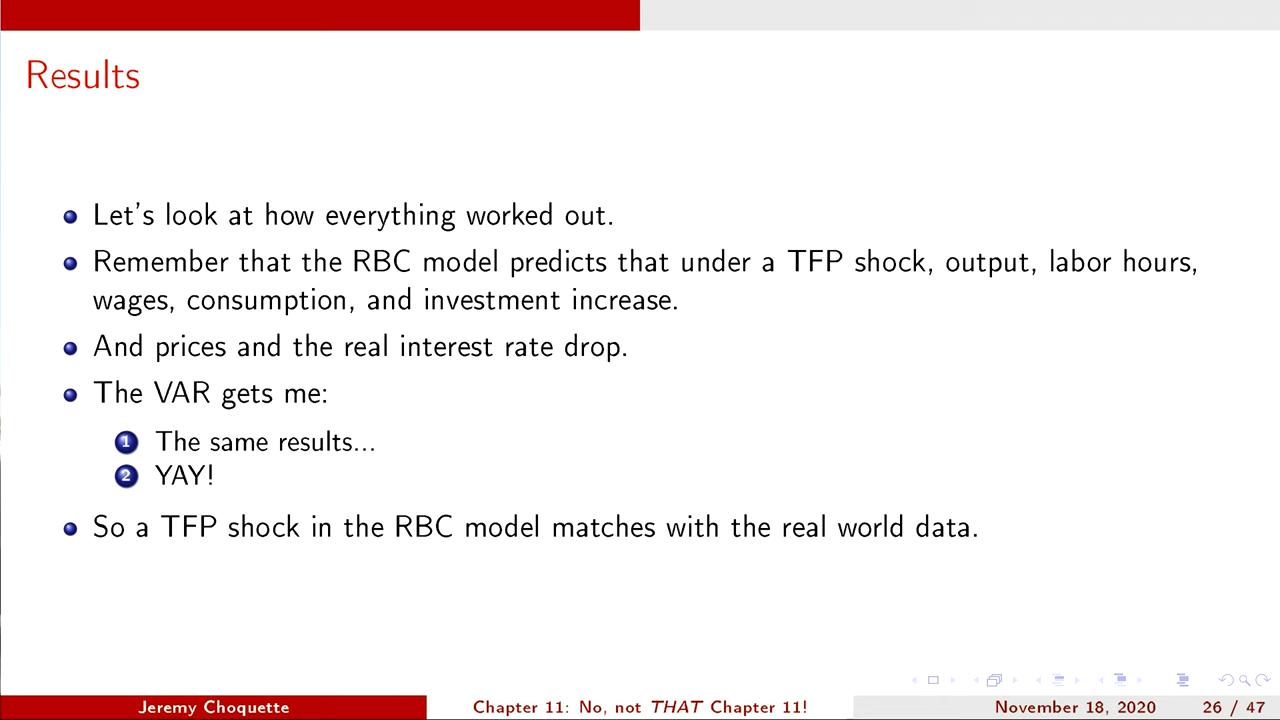 Results
Let's look at how everything worked out.
Remember that the RBC model predicts that under a TFP shock, output, labor hours,
wages, consumption, and investment increase.
And prices and the real interest rate drop.
The VAR gets me:
1 The same results...
2 YAY!
So a TFP shock in the RBC model matches with the real world data.
Jeremy Choquette Chapter 11: No, not THAT Chapter 11! November 18, 2020 26 / 47